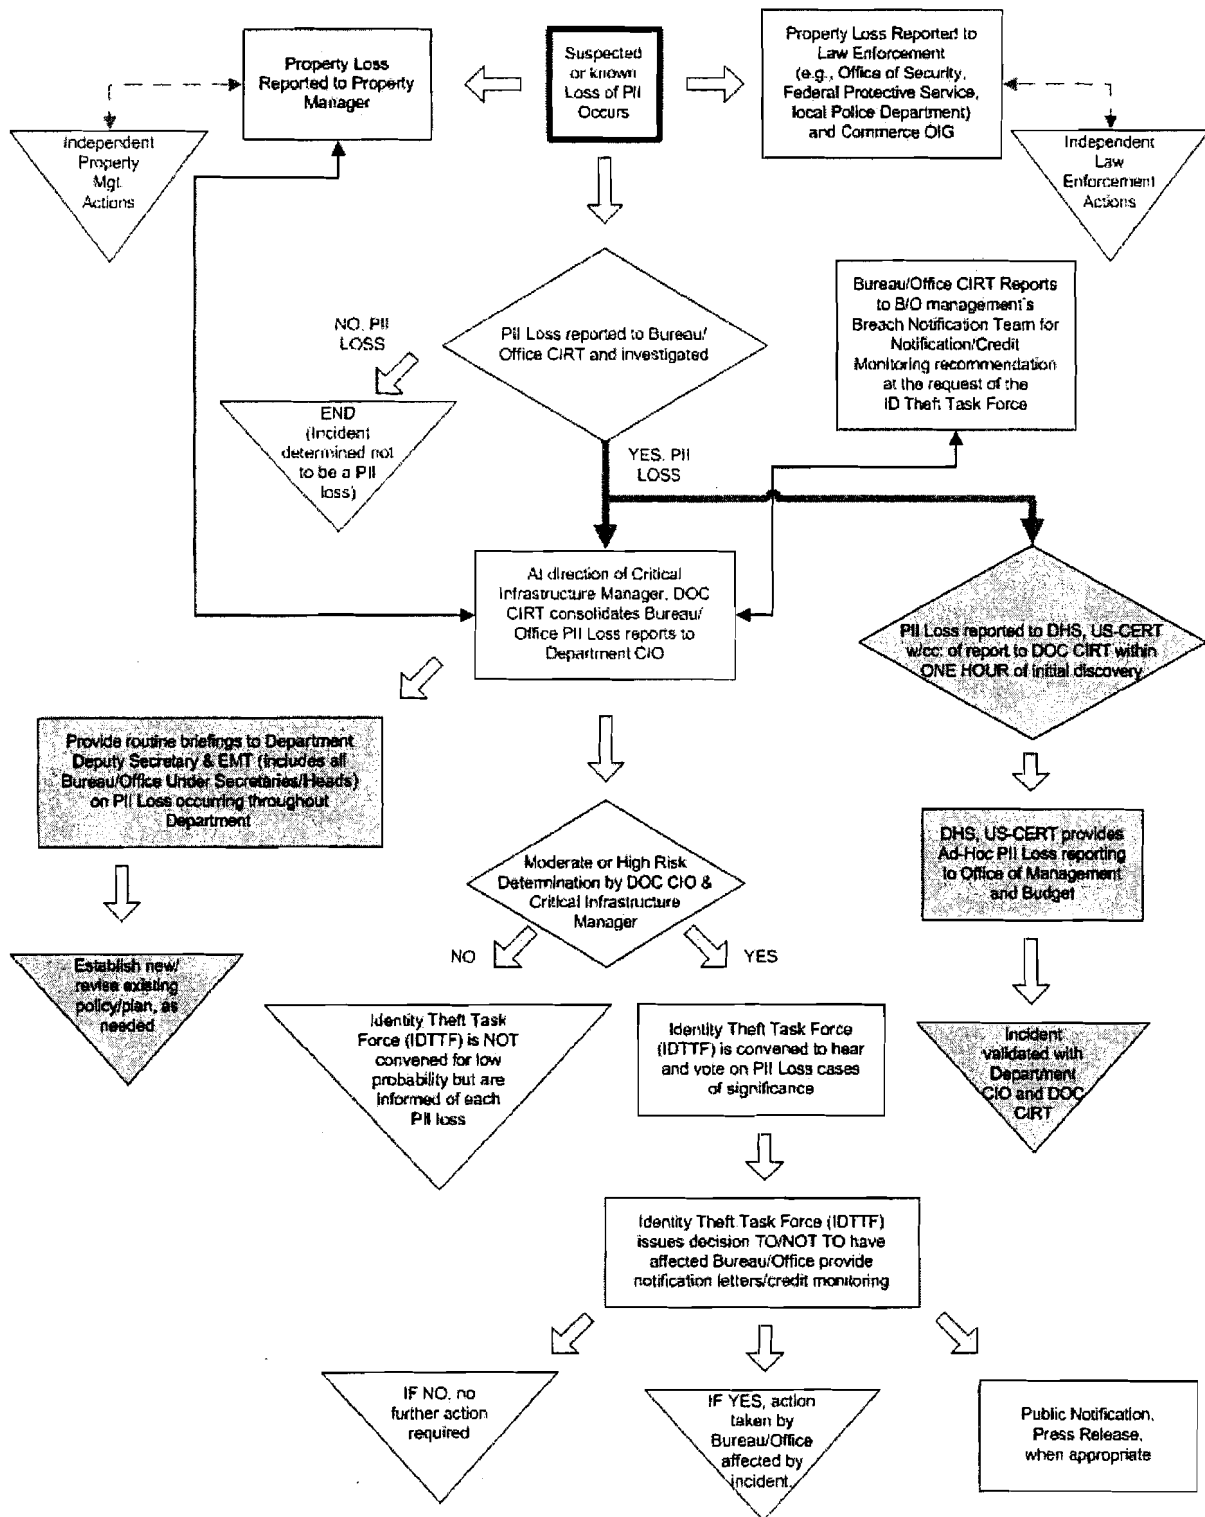 Property Loss
Reported to Property
Manager
Suspected
or known
Loss of PII
Occurs
Property Loss Reported to
Law Enforcement
(e.g., Office of Security,
Federal Protective Service,
local Police Department)
and Commerce OIG
Independent
Property
Mgt.
Actions
Independent
Law
Enforcement
Actions
NO, PII
LOSS
PII Loss reported to Bureau/
Office CIRT and investigated
Bureau/Office CIRT Reports
to B/O management's
Breach Notification Team for
Notification/Credit
Monitoring recommendation
at the request of the
ID Theft Task Force
END
(Incident
determined not
to be a PII
loss)
YES, PII
LOSS
At direction of Critical
Infrastructure Manager, DOC
CIRT consolidates Bureau/
Office PII Loss reports to
Department CIO
PII Loss reported to DHS, US-CERT
w/cc: of report to DOC CIRT within
ONE HOUR of initial discovery
Provide routine briefings to Department
Deputy Secretary & EMT (includes all
Bureau/Office Under Secretaries/Heads)
on PII Loss occurring throughout
Department
Moderate or High Risk
Determination by DOC CIO &
Critical Infrastructure
Manager
DHS, US-CERT provides
Ad-Hoc PII Loss reporting
to Office of Management
and Budget
NO
YES
Establish new/
revise existing
policy/plan, as
needed
Identity Theft Task
Force (IDTTF) is NOT
convened for low
probability but are
informed of each
PII loss
Identity Theft Task Force
(IDTTF) is convened to hear
and vote on PII Loss cases
of significance
Incident
validated with
Department
CIO and DOC
CIRT
Identity Theft Task Force (IDTTF)
issues decision TO/NOT TO have
affected Bureau/Office provide
notification letters/credit monitoring
IF NO, no
further action
required
IF YES, action
taken by
Bureau/Office
affected by
incident.
Public Notification,
Press Release,
when appropriate